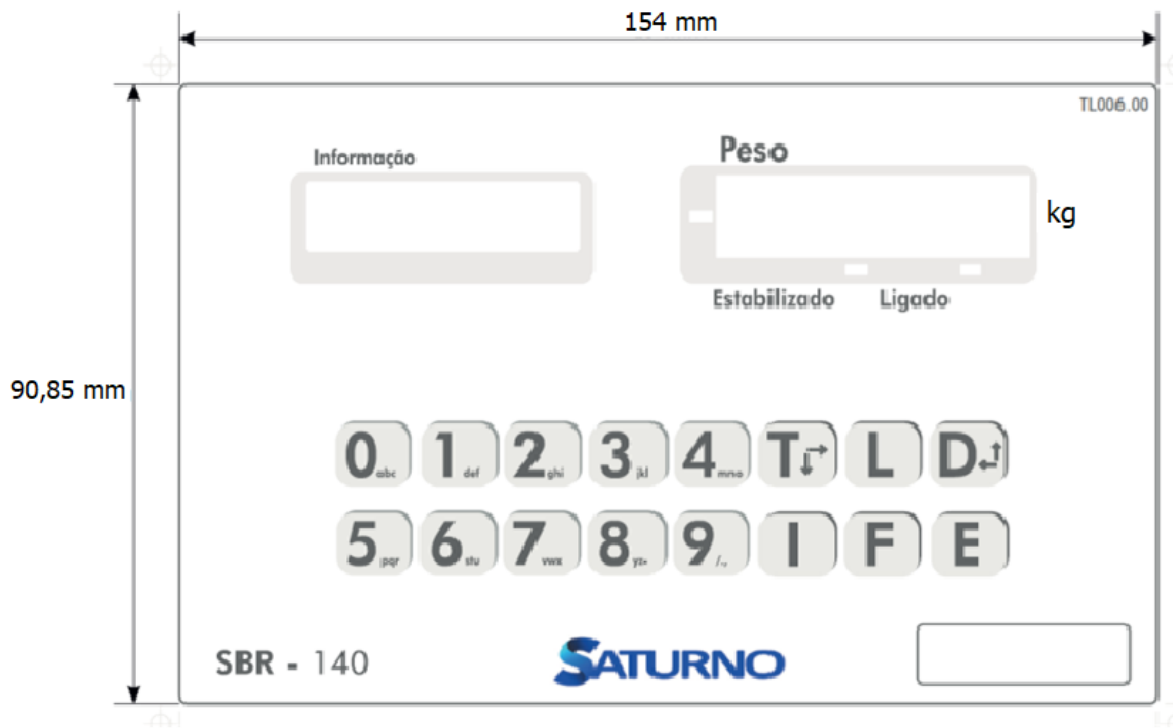 154 mm
TL006.00
Informação
Peso
kg
Estabilizado Ligado
90,85 mm
0 abc 1 def 2 ghi 3 jkl 4 mno T L D
5 pqr 6 stu 7 vwx 8 yz 9 I F E
SBR - 140
SATURNO